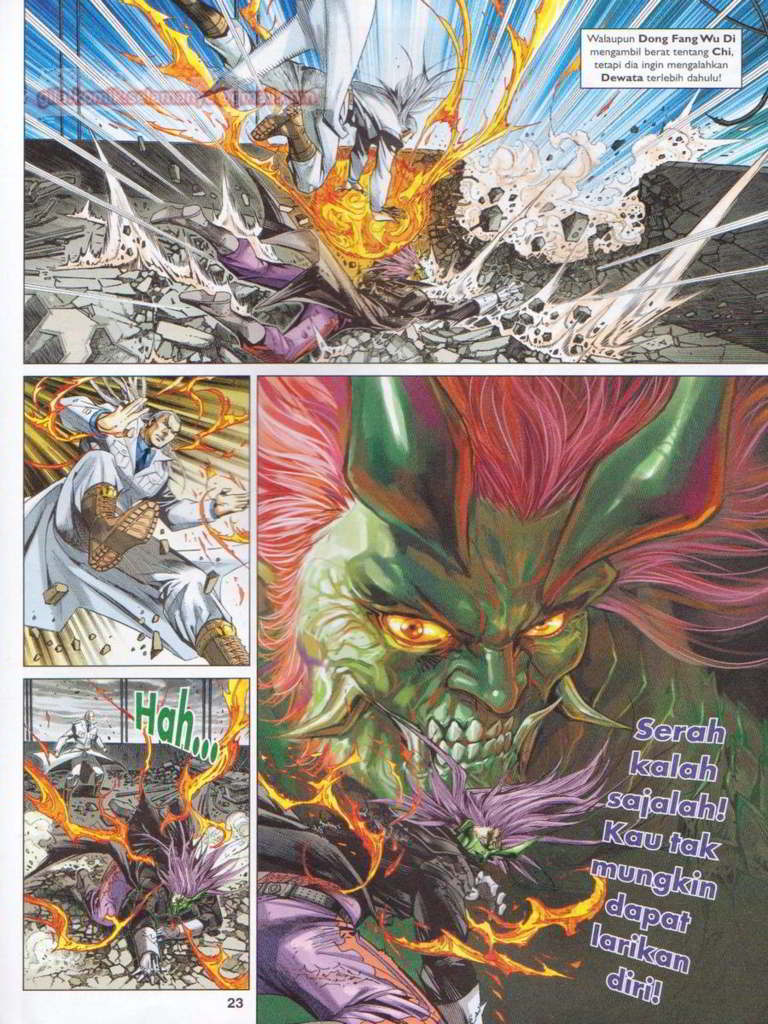 Walaupun Dong Fang Wu Di
mengambil berat tentang Chi,
tetapi dia ingin mengalahkan
Dewata terlebih dahulu!
Hah...
Serah
kalah
sajalah!
Kau tak
mungkin
dapat
larikan
diri!
23